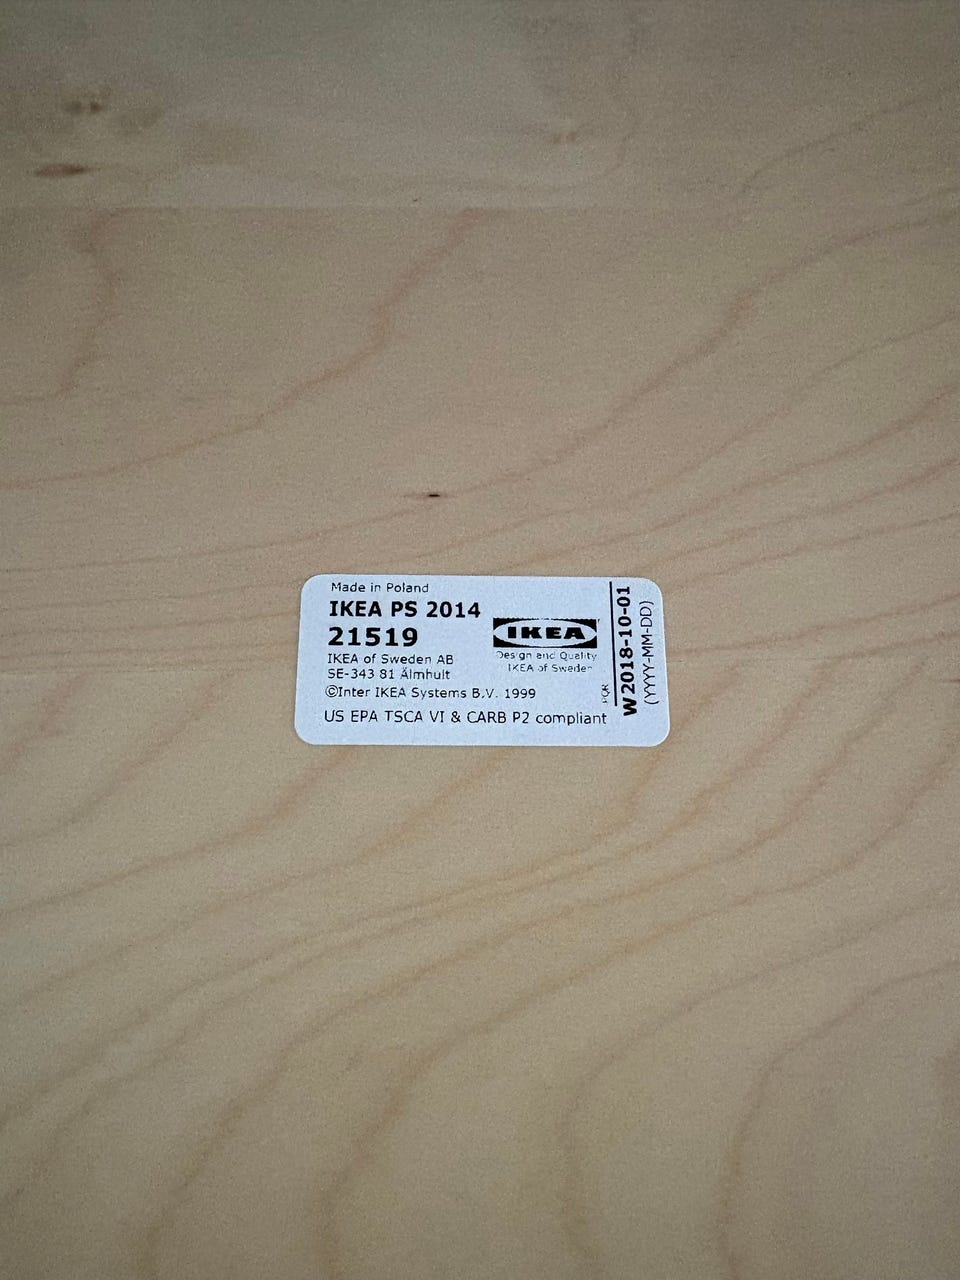 Made in Poland
IKEA PS 2014
21519
IKEA of Sweden AB
SE-343 81 Älmhult
©Inter IKEA Systems B.V. 1999
US EPA TSCA VI & CARB P2 compliant
IKEA
Design and Quality
IKEA of Sweden
W2018-10-01
(YYYY-MM-DD)